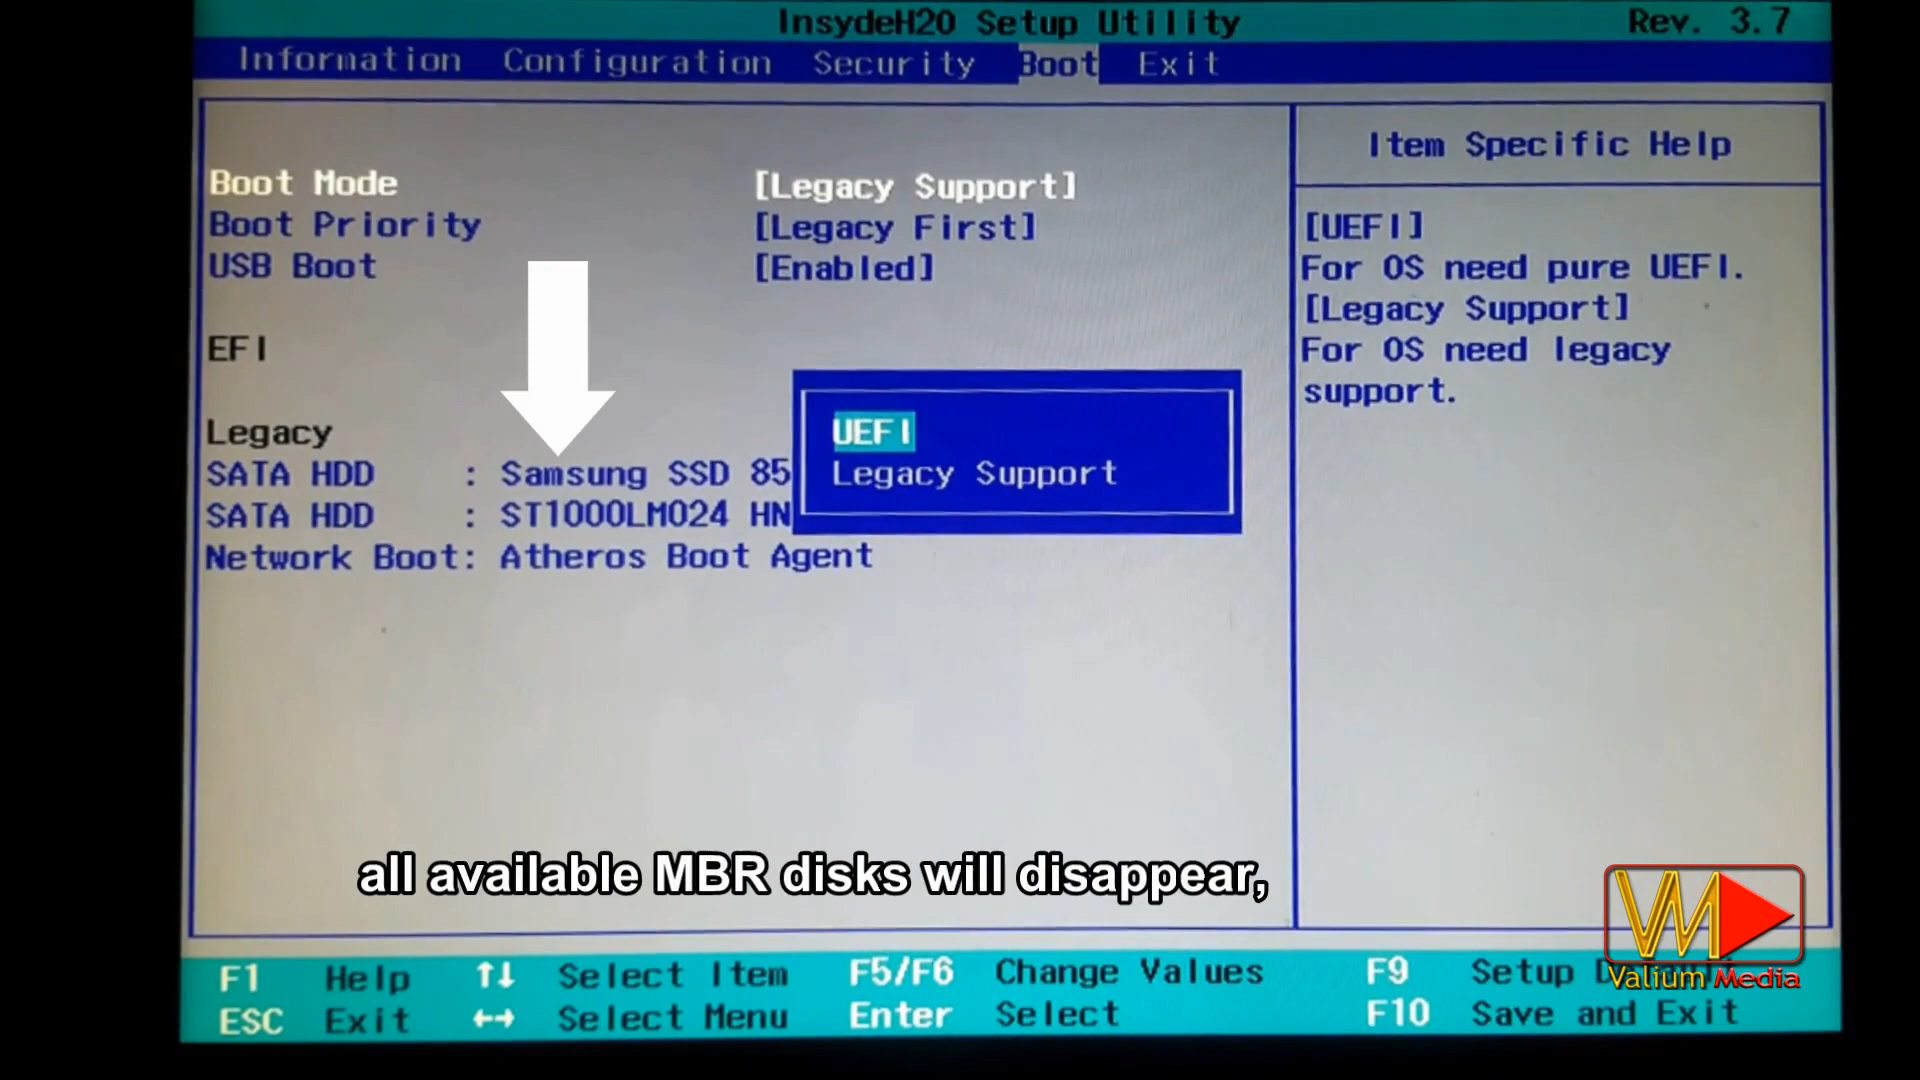 InsydeH20 Setup Utility Rev. 3.7
Information Configuration Security Boot Exit
Item Specific Help
Boot Mode [Legacy Support]
Boot Priority [Legacy First]
USB Boot [Enabled]
EFI
Legacy
SATA HDD : Samsung SSD 85
SATA HDD : ST1000LM024 HN
Network Boot: Atheros Boot Agent
UEFI
Legacy Support
[UEFI]
For OS need pure UEFI.
[Legacy Support]
For OS need legacy
support.
all available MBR disks will disappear,
VM
Valium Media
F1 Help ↑↓ Select Item F5/F6 Change Values F9 Setup
ESC Exit ←→ Select Menu Enter Select F10 Save and Exit